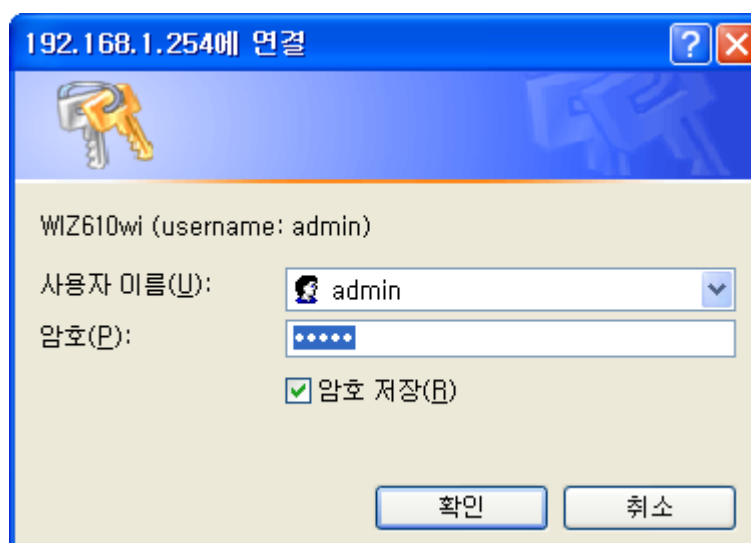 192.168.1.254에 연결
WIZ610wi (username: admin)
사용자 이름(U):
admin
암호(P):
•••••
암호 저장(R)
확인
취소